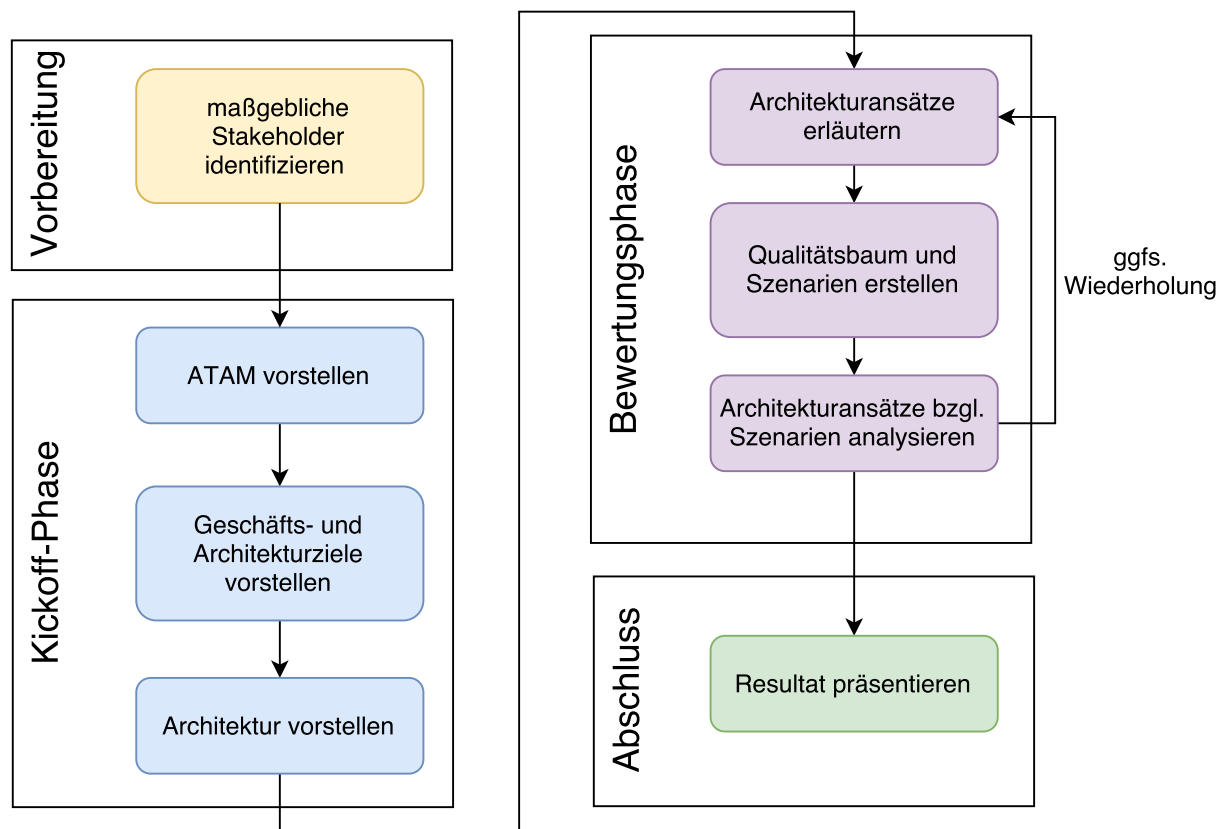 Vorbereitung
maßgebliche
Stakeholder
identifizieren
Kickoff-Phase
ATAM vorstellen
Geschäfts- und
Architekturziele
vorstellen
Architektur vorstellen
Bewertungsphase
Architekturansätze
erläutern
Qualitätsbaum und
Szenarien erstellen
Architekturansätze bzgl.
Szenarien analysieren
ggfs.
Wiederholung
Abschluss
Resultat präsentieren